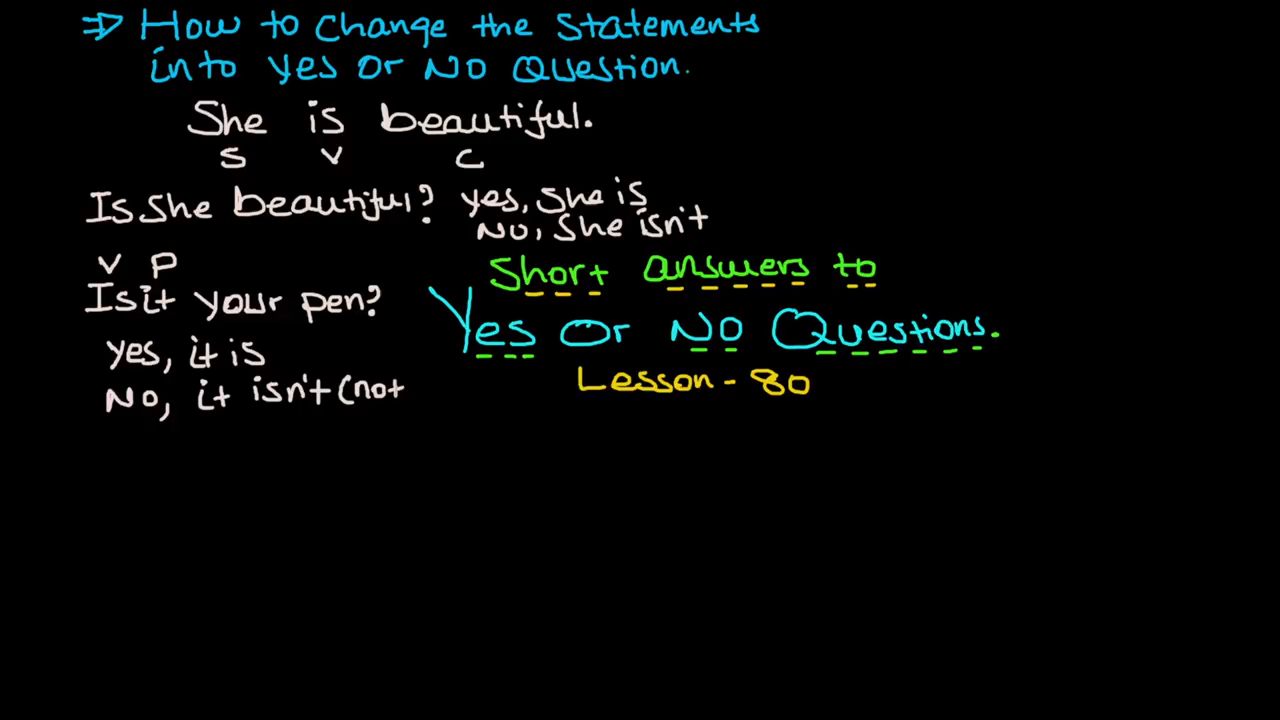 ⇒ How to Change the Statements
into Yes Or No Question.
She is beautiful.
S V C
Is She beautiful? yes, She is
No, She isn't
V P
Short answers to
Is it your pen?
Yes Or No Questions.
yes, it is
Lesson - 80
No, it isn't (not